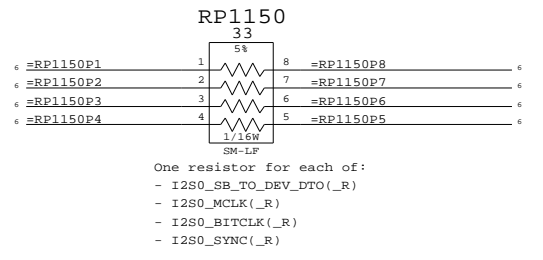 RP1150
33
5%
6 =RP1150P1 1 8 =RP1150P8 6
6 =RP1150P2 2 7 =RP1150P7 6
6 =RP1150P3 3 6 =RP1150P6 6
6 =RP1150P4 4 5 =RP1150P5 6
1/16W
SM-LF
One resistor for each of:
- I2S0_SB_TO_DEV_DTO(_R)
- I2S0_MCLK(_R)
- I2S0_BITCLK(_R)
- I2S0_SYNC(_R)